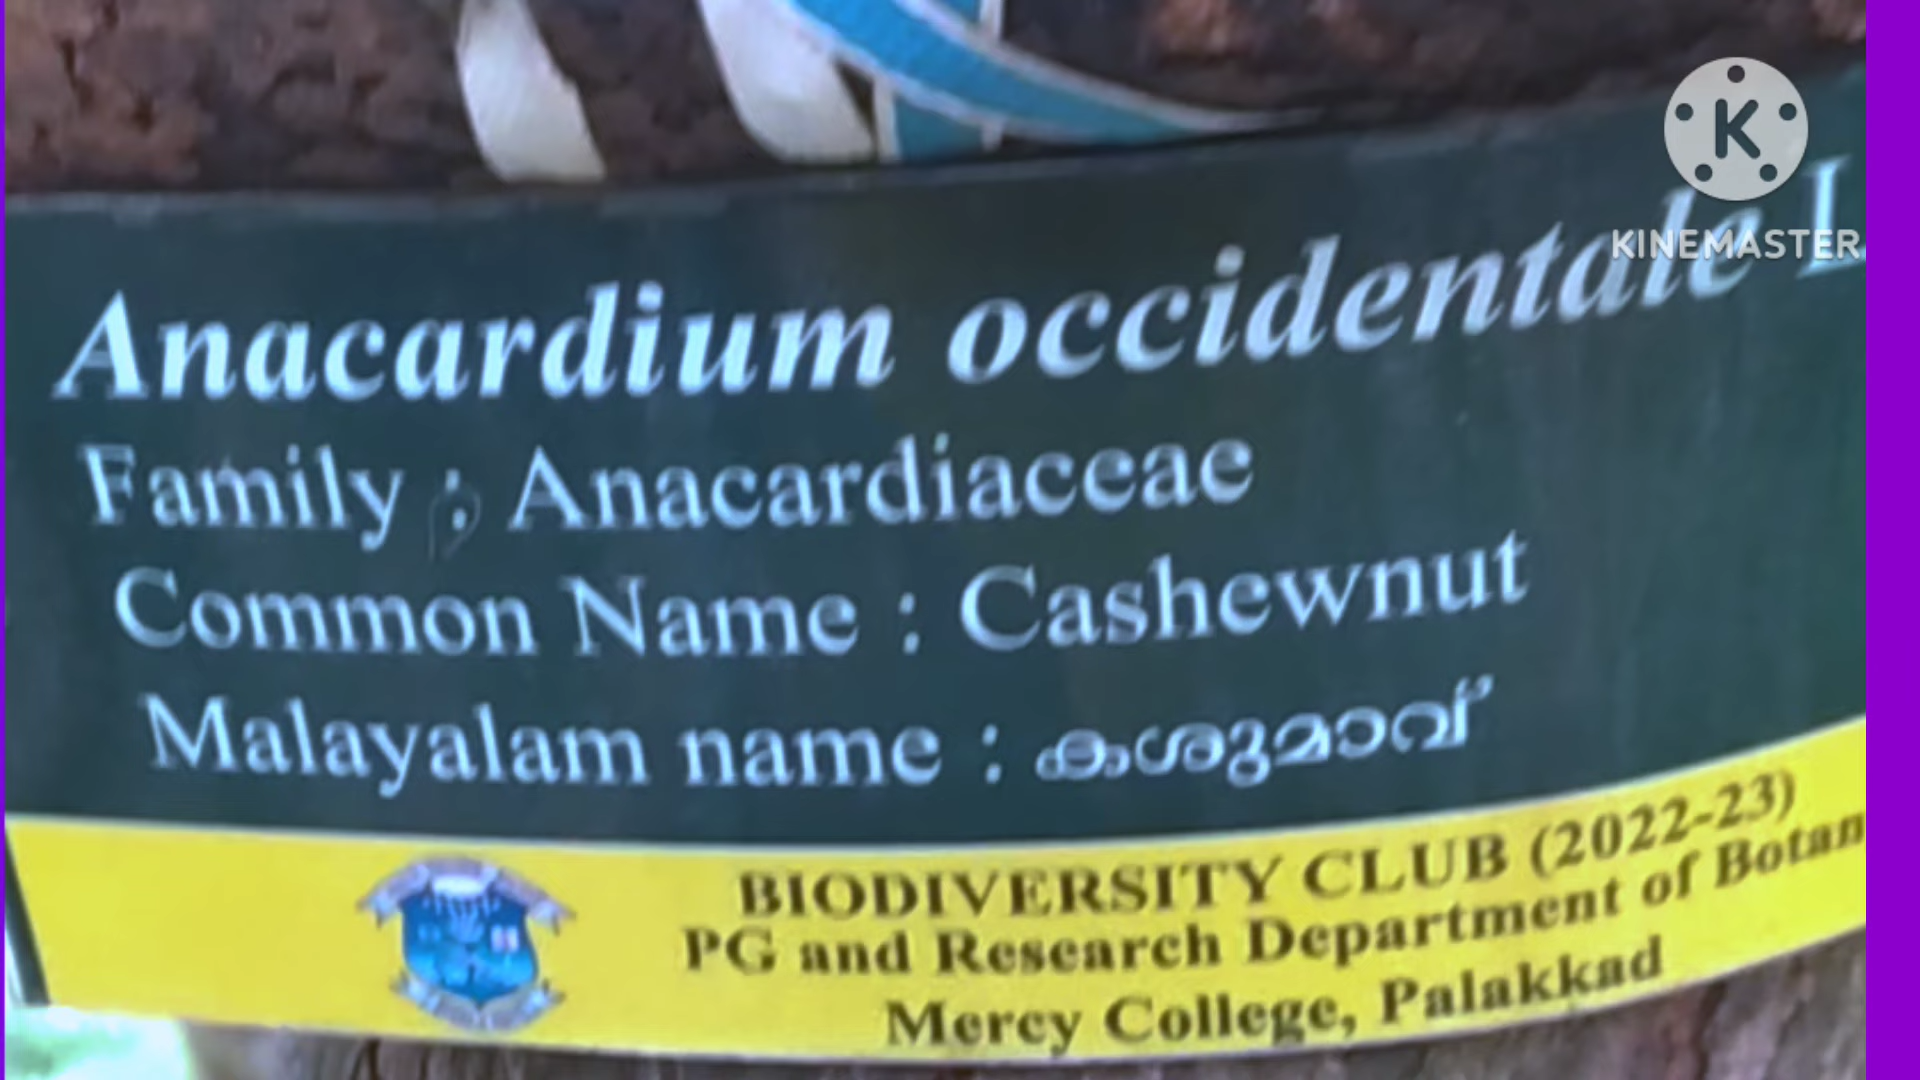 K
KINEMASTER
Anacardium occidentale L
Family : Anacardiaceae
Common Name : Cashewnut
Malayalam name : കശുമാവ്
BIODIVERSITY CLUB (2022-23)
PG and Research Department of Botan
Mercy College, Palakkad